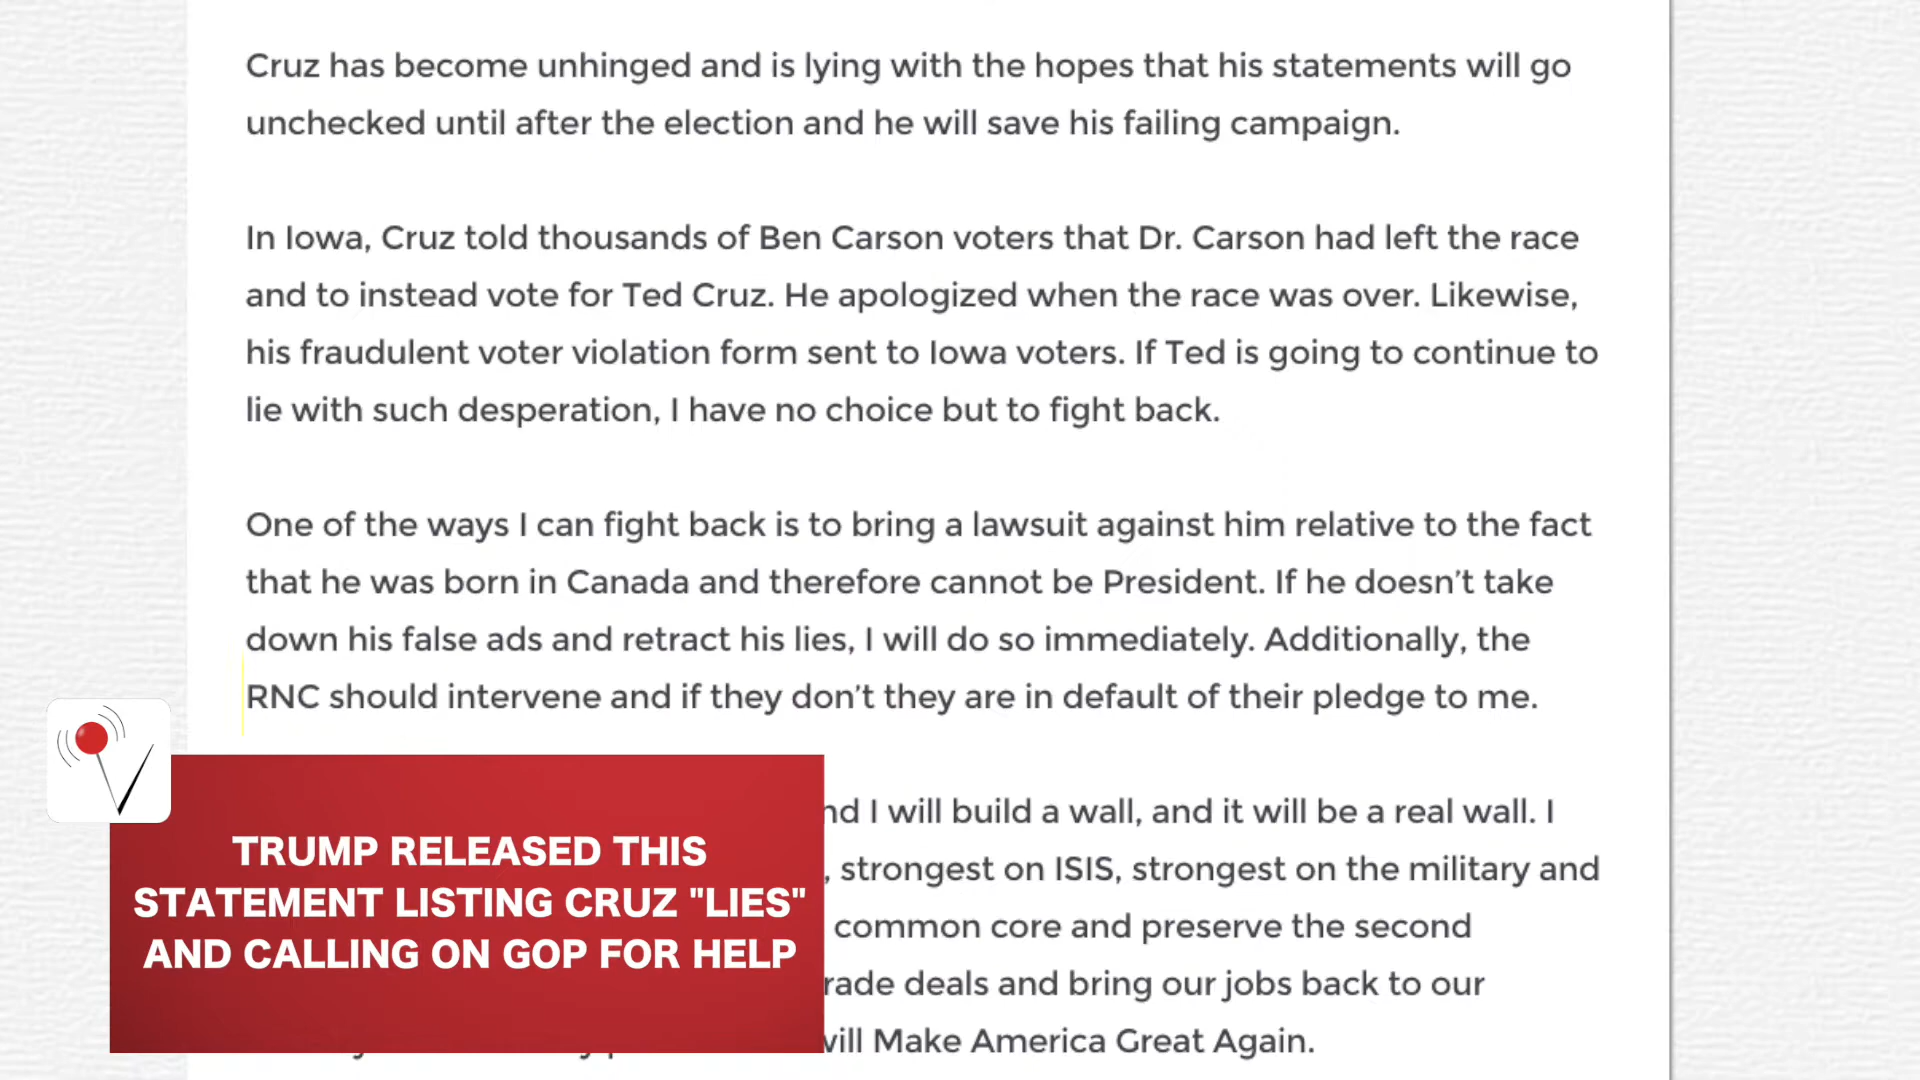 Cruz has become unhinged and is lying with the hopes that his statements will go
unchecked until after the election and he will save his failing campaign.
In Iowa, Cruz told thousands of Ben Carson voters that Dr. Carson had left the race
and to instead vote for Ted Cruz. He apologized when the race was over. Likewise,
his fraudulent voter violation form sent to Iowa voters. If Ted is going to continue to
lie with such desperation, I have no choice but to fight back.
One of the ways I can fight back is to bring a lawsuit against him relative to the fact
that he was born in Canada and therefore cannot be President. If he doesn't take
down his false ads and retract his lies, I will do so immediately. Additionally, the
RNC should intervene and if they don't they are in default of their pledge to me.
I will build a wall, and it will be a real wall. I
, strongest on ISIS, strongest on the military and
common core and preserve the second
deals and bring our jobs back to our
Make America Great Again.
TRUMP RELEASED THIS
STATEMENT LISTING CRUZ "LIES"
AND CALLING ON GOP FOR HELP